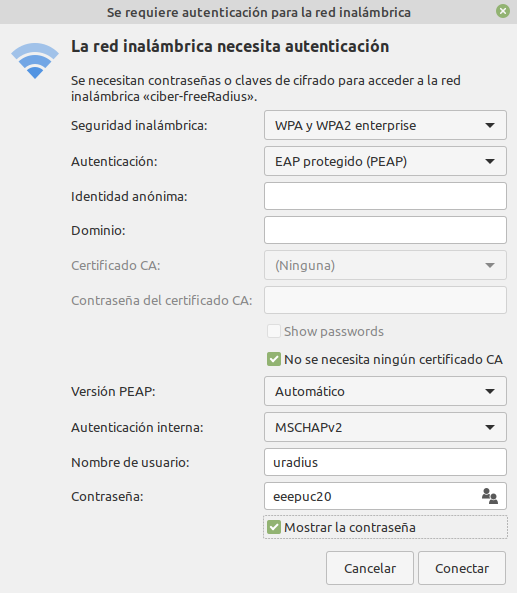 Se requiere autenticación para la red inalámbrica
La red inalámbrica necesita autenticación
Se necesitan contraseñas o claves de cifrado para acceder a la red
inalámbrica «ciber-freeRadius».
Seguridad inalámbrica: WPA y WPA2 enterprise
Autenticación: EAP protegido (PEAP)
Identidad anónima:
Dominio:
Certificado CA: (Ninguna)
Contraseña del certificado CA:
Show passwords
No se necesita ningún certificado CA
Versión PEAP: Automático
Autenticación interna: MSCHAPv2
Nombre de usuario: uradius
Contraseña: eeepuc20
Mostrar la contraseña
Cancelar Conectar